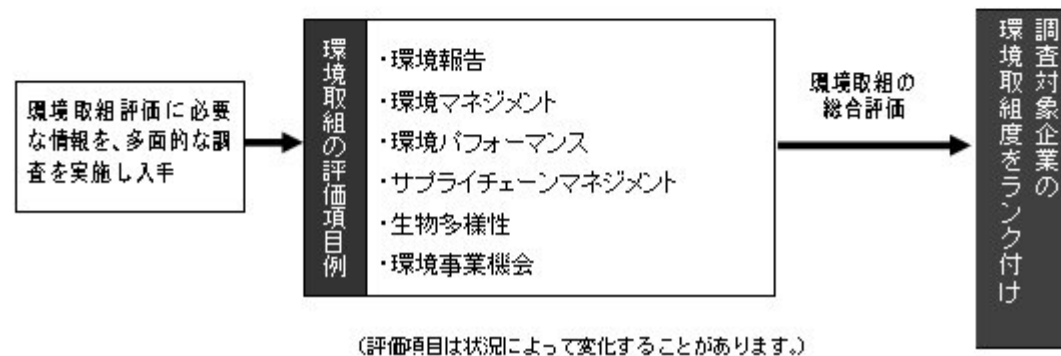 環境取組評価に必要
な情報を、多面的な調
査を実施し入手
環境取組の評価項目例
・環境報告
・環境マネジメント
・環境パフォーマンス
・サプライチェーンマネジメント
・生物多様性
・環境事業機会
環境取組の
総合評価
調査対象企業の
環境取組度をランク付け
（評価項目は状況によって変化することがあります。）